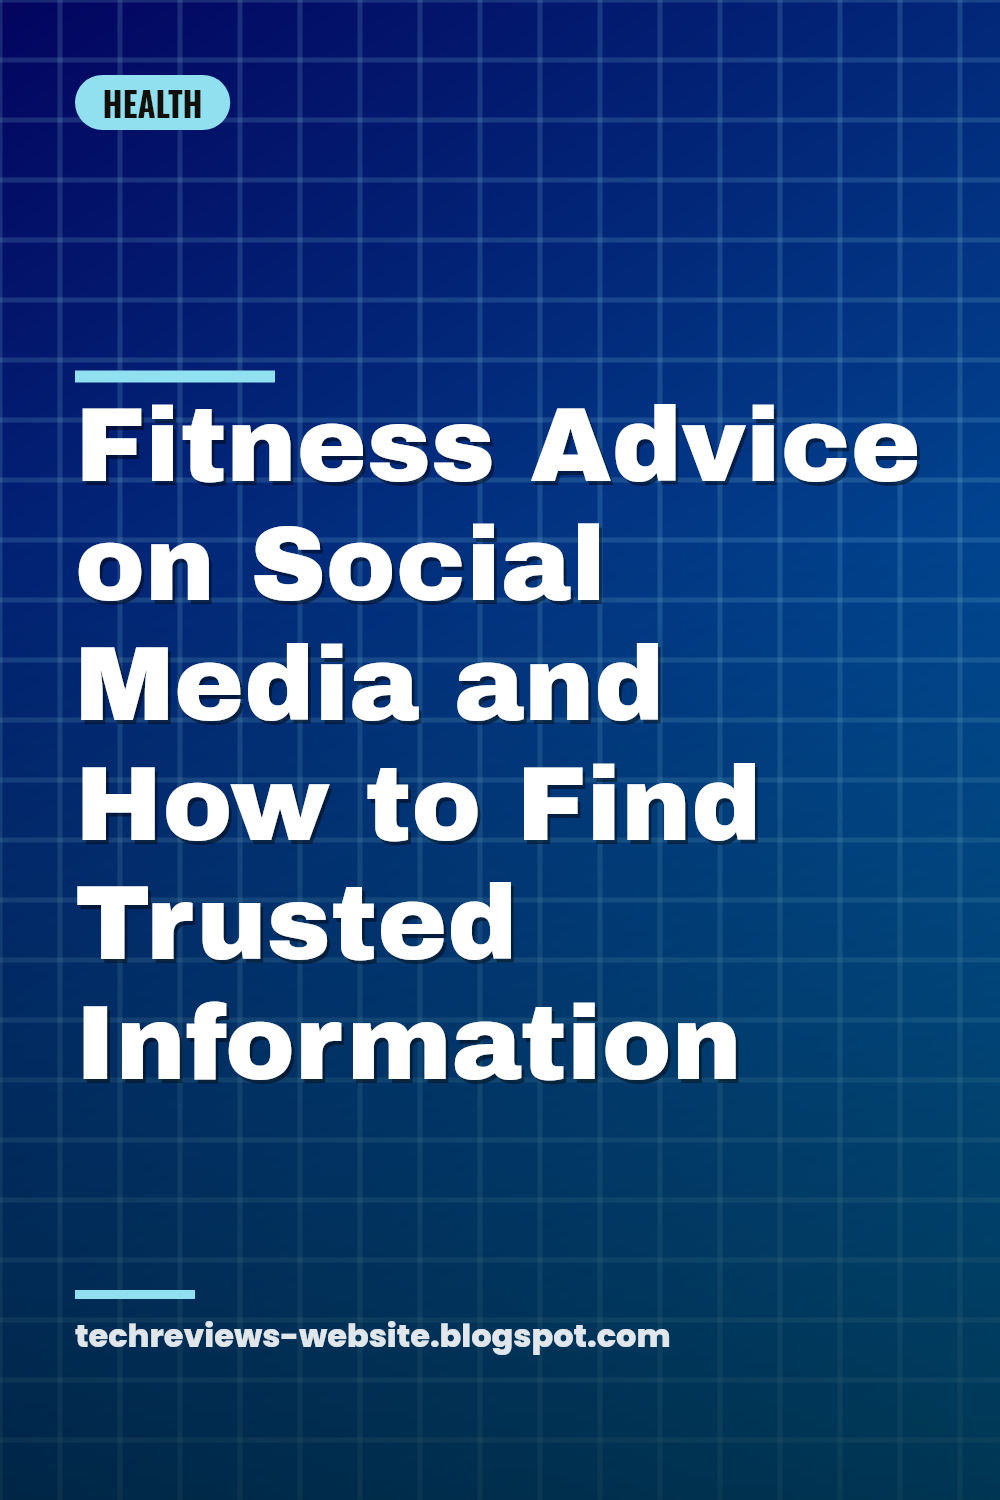 HEALTH
Fitness Advice
on Social
Media and
How to Find
Trusted
Information
techreviews-website.blogspot.com